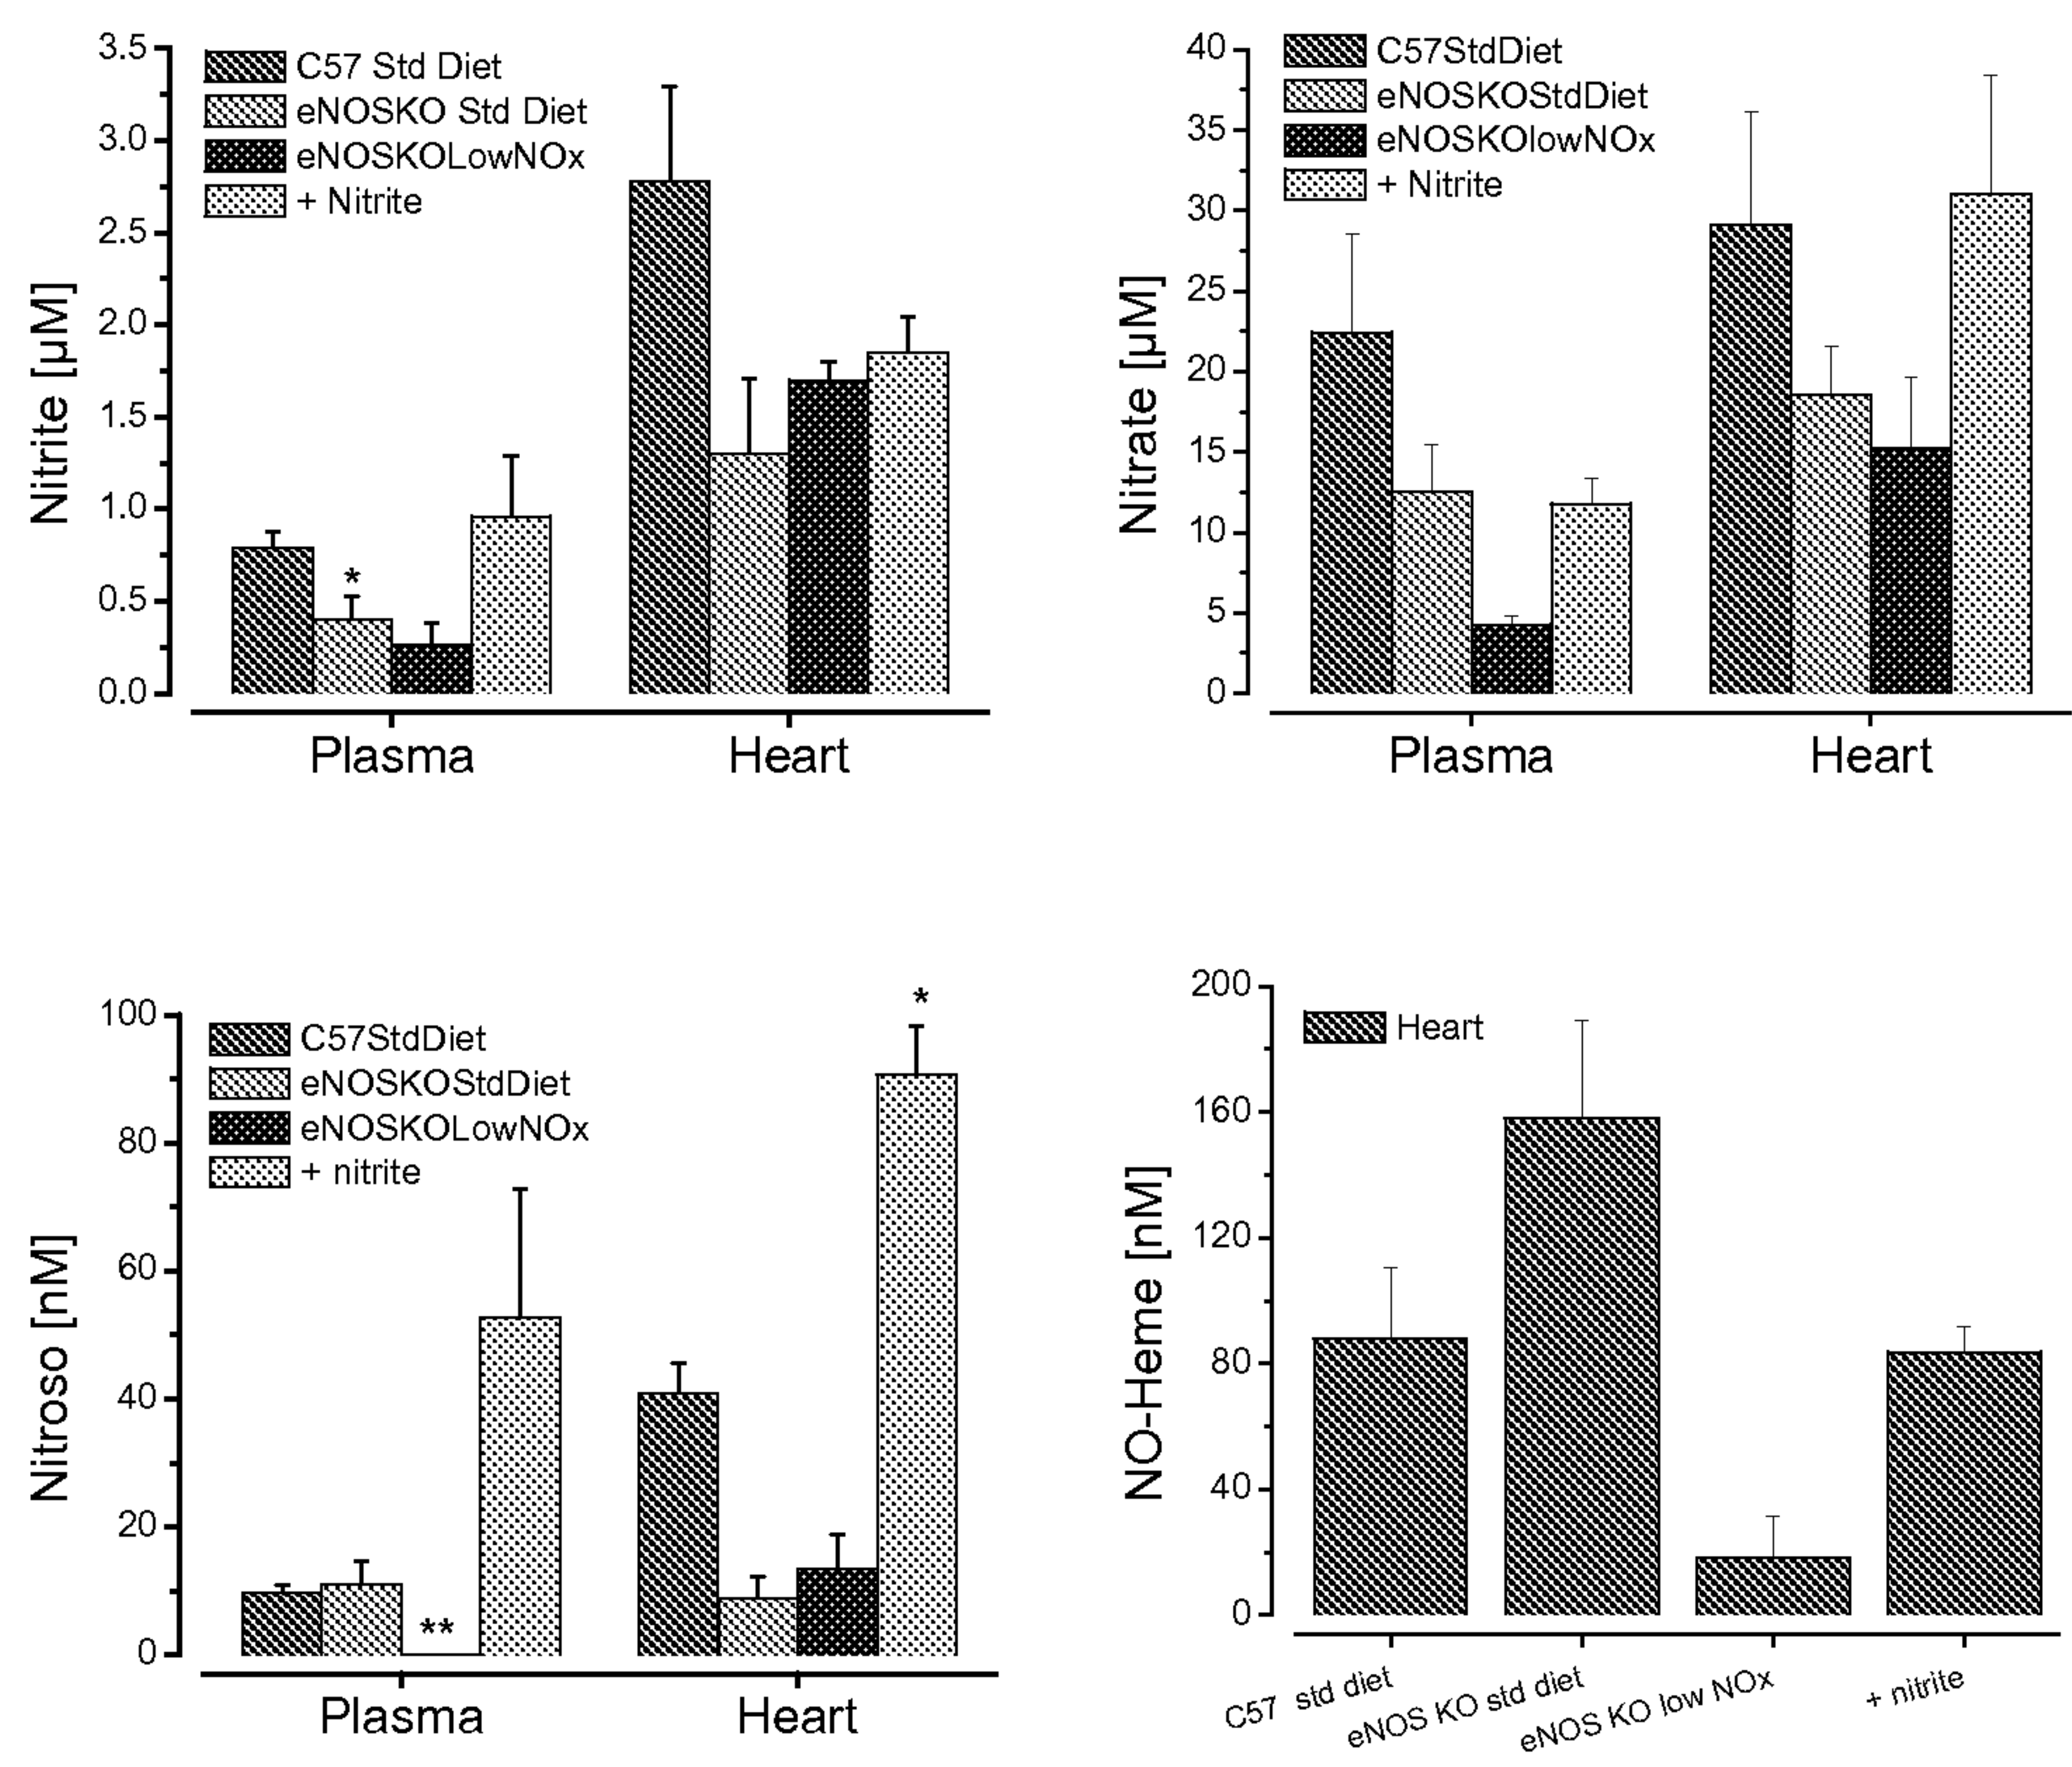 3.5
3.0
2.5
2.0
1.5
1.0
0.5
0.0
Nitrite [µM]
C57 Std Diet
eNOSKO Std Diet
eNOSKOLowNOx
+ Nitrite
*
Plasma
Heart
40
35
30
25
20
15
10
5
0
Nitrate [µM]
C57StdDiet
eNOSKOStdDiet
eNOSKOlowNOx
+ Nitrite
Plasma
Heart
100
80
60
40
20
0
Nitroso [nM]
C57StdDiet
eNOSKOStdDiet
eNOSKOLowNOx
+ nitrite
**
*
Plasma
Heart
200
160
120
80
40
0
NO-Heme [nM]
Heart
C57 std diet
eNOS KO std diet
eNOS KO low NOx
+ nitrite